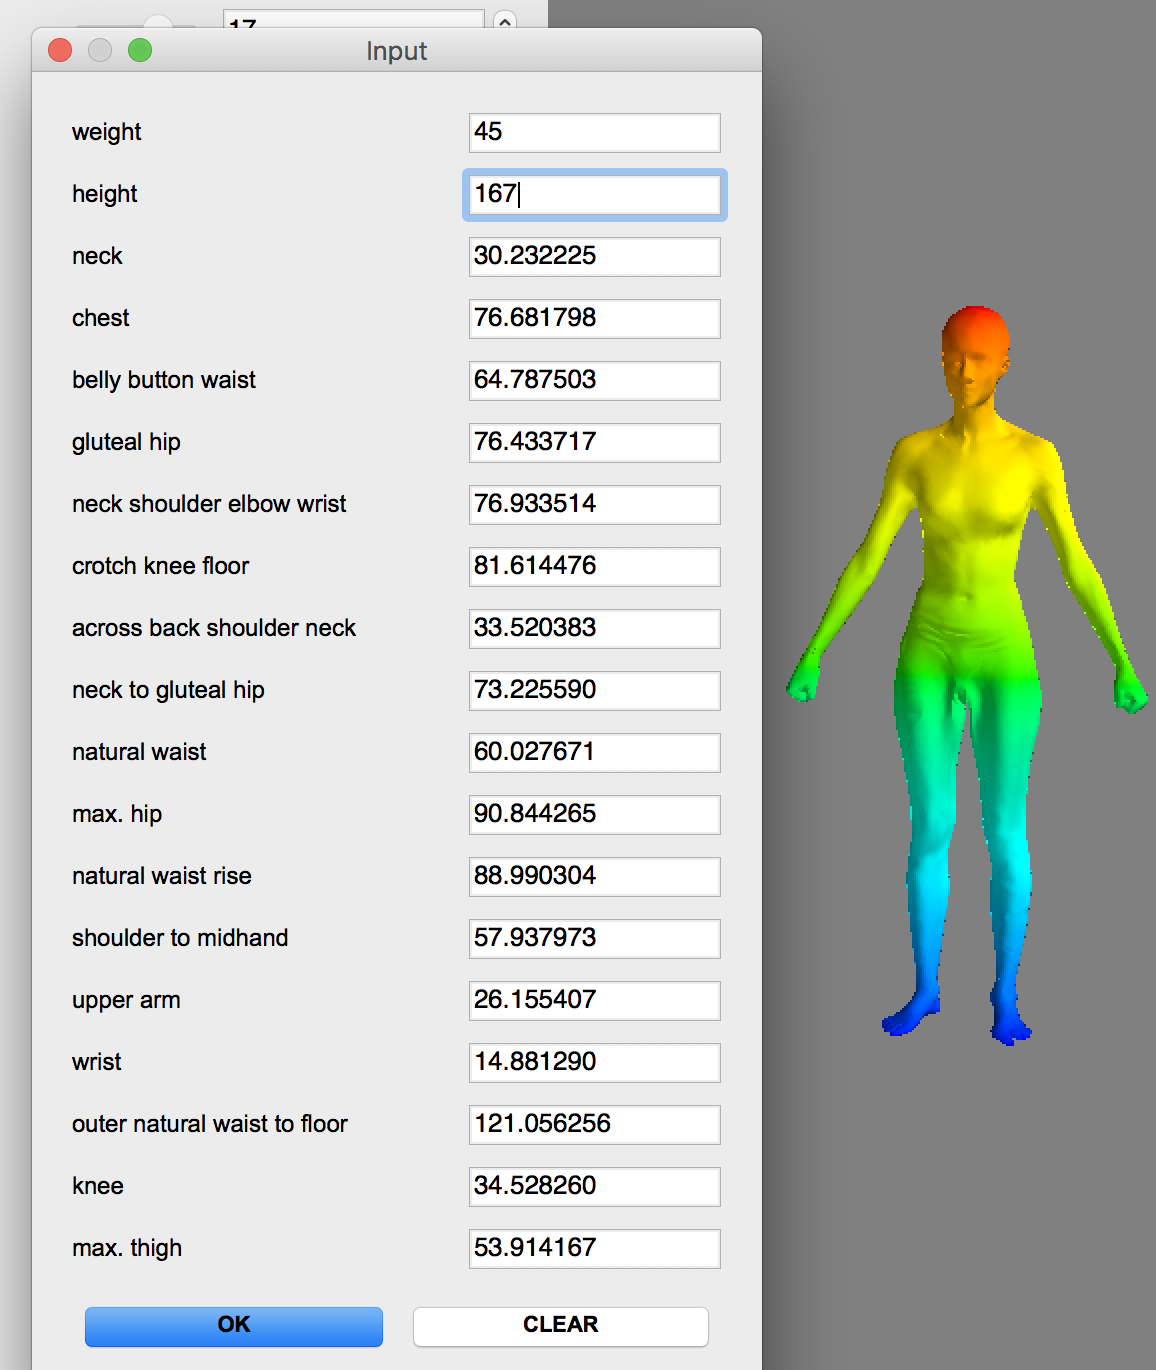 17
Input
weight 45
height 167
neck 30.232225
chest 76.681798
belly button waist 64.787503
gluteal hip 76.433717
neck shoulder elbow wrist 76.933514
crotch knee floor 81.614476
across back shoulder neck 33.520383
neck to gluteal hip 73.225590
natural waist 60.027671
max. hip 90.844265
natural waist rise 88.990304
shoulder to midhand 57.937973
upper arm 26.155407
wrist 14.881290
outer natural waist to floor 121.056256
knee 34.528260
max. thigh 53.914167
OK CLEAR